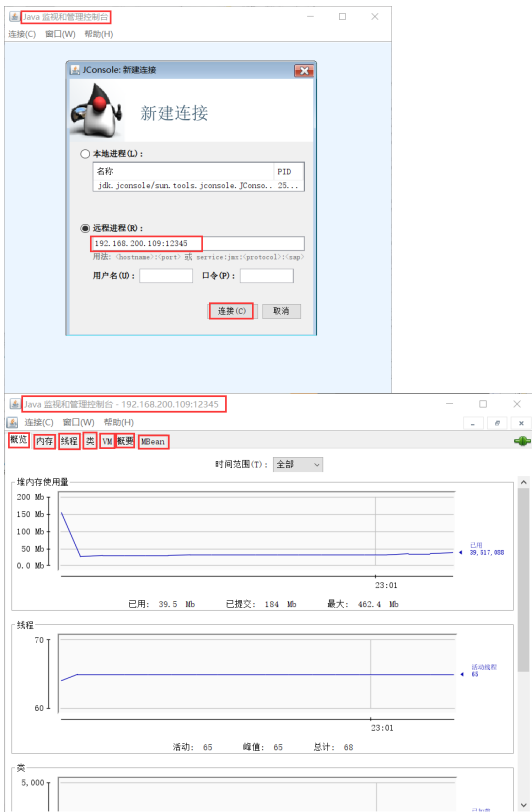 Java 监视和管理控制台
连接(C) 窗口(W) 帮助(H)
JConsole: 新建连接
新建连接
本地进程(L):
名称 PID
jdk.jconsole/sun.tools.jconsole.JConso.. 25...
远程进程(R):
192.168.200.109:12345
用法: <hostname>:<port> 或 service:jmx:<protocol>:<sap>
用户名(U): 口令(P):
连接(C) 取消
Java 监视和管理控制台 - 192.168.200.109:12345
连接(C) 窗口(W) 帮助(H)
概览 内存 线程 类 VM 概要 MBean
时间范围(T): 全部
堆内存使用量
200 Mb
150 Mb
100 Mb
50 Mb
0.0 Mb
已用
39,517,088
23:01
已用: 39.5 Mb 已提交: 184 Mb 最大: 462.4 Mb
线程
70
活动线程
65
60
23:01
活动: 65 峰值: 65 总计: 68
类
5,000